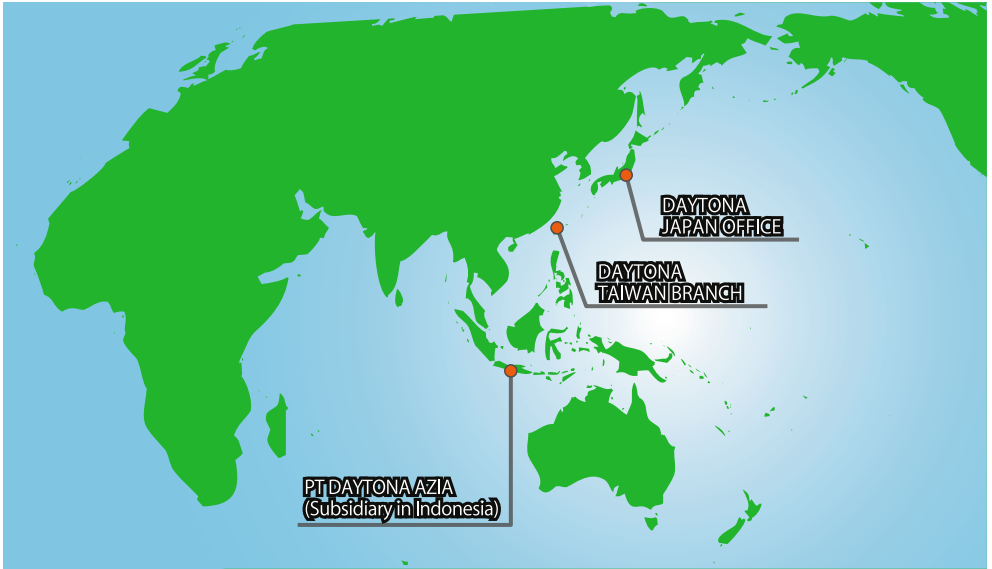 DAYTONA
JAPAN OFFICE
DAYTONA
TAIWAN BRANCH
PT DAYTONA AZIA
(Subsidiary in Indonesia)